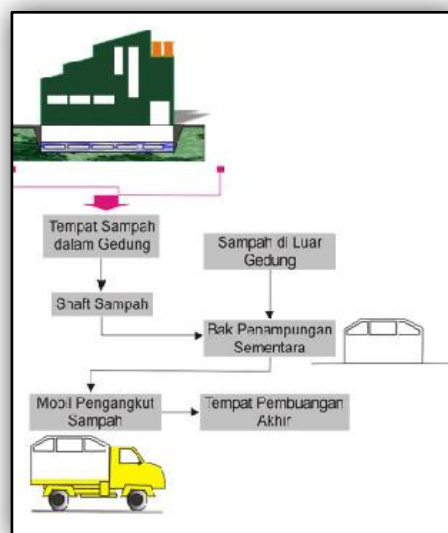 Tempat Sampah
dalam Gedung
Sampah di Luar
Gedung
Shaft Sampah
Bak Penampungan
Sementara
Mobil Pengangkut
Sampah
Tempat Pembuangan
Akhir